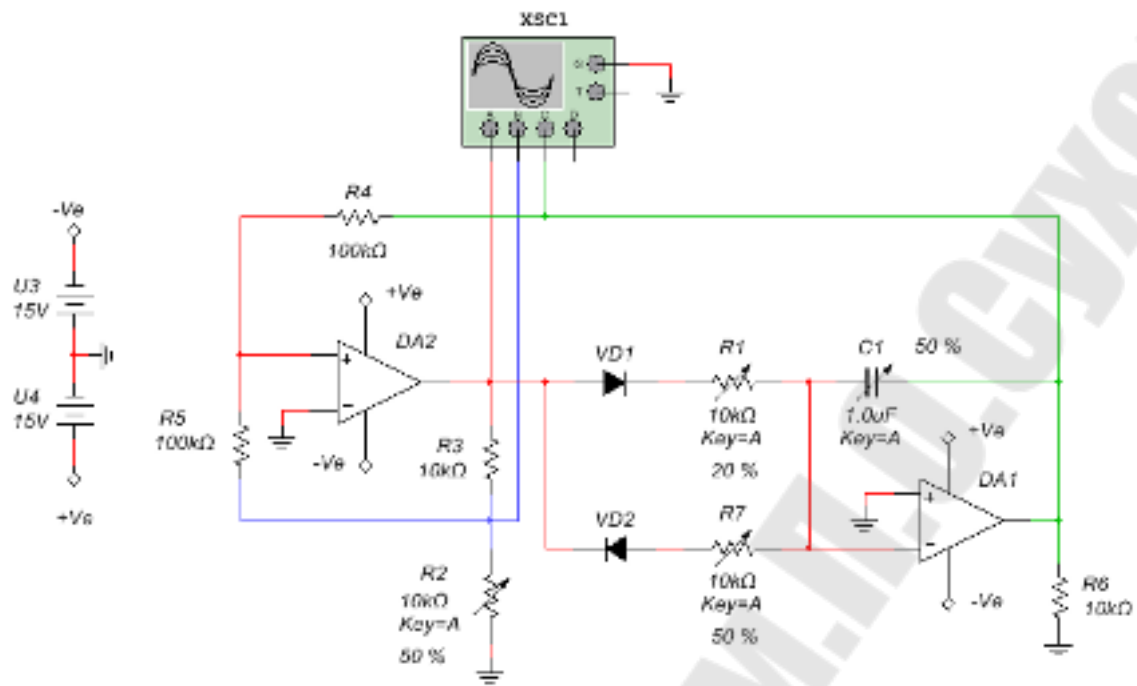 XSC1
G
T
A B C D
R4
100kΩ
-Ve
U3
15V
U4
15V
+Ve
+Ve
DA2
-Ve
R5
100kΩ
R3
10kΩ
R2
10kΩ
Key=A
50 %
VD1
R1
10kΩ
Key=A
20 %
C1
50 %
1.0uF
Key=A
VD2
R7
10kΩ
Key=A
50 %
+Ve
DA1
-Ve
R6
10kΩ